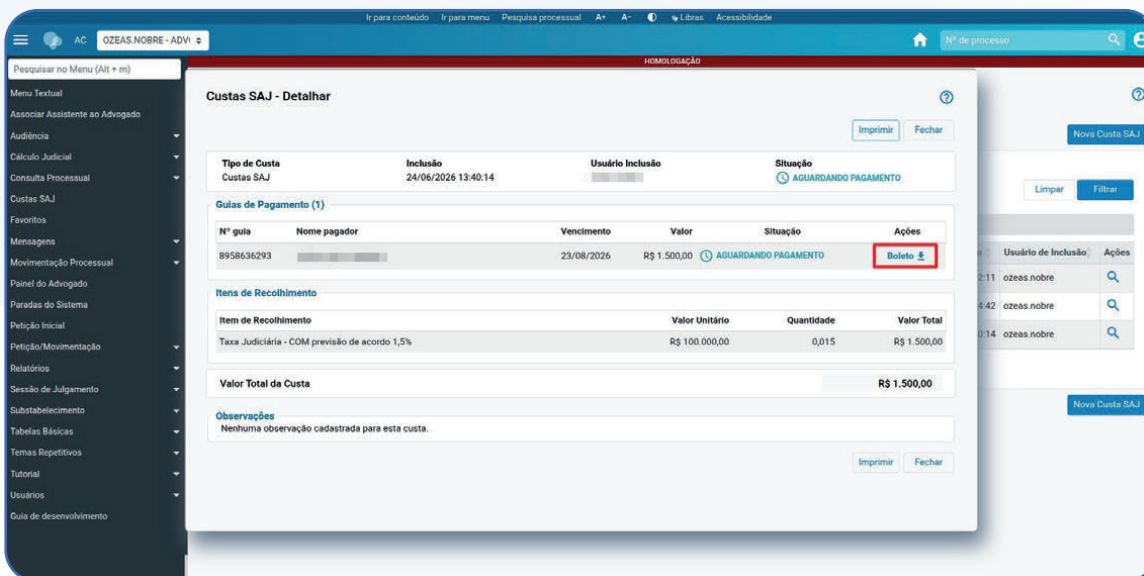 Ir para conteúdo Ir para menu Pesquisa processual A+ A- Libras Acessibilidade
AC OZEAS.NOBRE - ADV Nº de processo
HOMOLOGAÇÃO
Pesquisar no Menu (Alt + m)
Menu Textual
Associar Assistente ao Advogado
Audiência
Cálculo Judicial
Consulta Processual
Custas SAJ
Favoritos
Mensagens
Movimentação Processual
Painel do Advogado
Paradas do Sistema
Petição Inicial
Petição/Movimentação
Relatórios
Sessão de Julgamento
Substabelecimento
Tabelas Básicas
Temas Repetitivos
Tutorial
Usuários
Guia de desenvolvimento
Custas SAJ - Detalhar
Imprimir Fechar
Tipo de Custa Inclusão Usuário Inclusão Situação
Custas SAJ 24/06/2026 13:40:14 AGUARDANDO PAGAMENTO
Guias de Pagamento (1)
Nº guia Nome pagador Vencimento Valor Situação Ações
8958636293 23/08/2026 R$ 1.500,00 AGUARDANDO PAGAMENTO Boleto
Itens de Recolhimento
Item de Recolhimento Valor Unitário Quantidade Valor Total
Taxa Judiciária - COM previsão de acordo 1,5% R$ 100.000,00 0,015 R$ 1.500,00
Valor Total da Custa R$ 1.500,00
Observações
Nenhuma observação cadastrada para esta custa.
Imprimir Fechar
Nova Custa SAJ
Limpar Filtrar
Usuário de Inclusão Ações
2:11 ozeas.nobre
4:42 ozeas.nobre
0:14 ozeas.nobre
Nova Custa SAJ